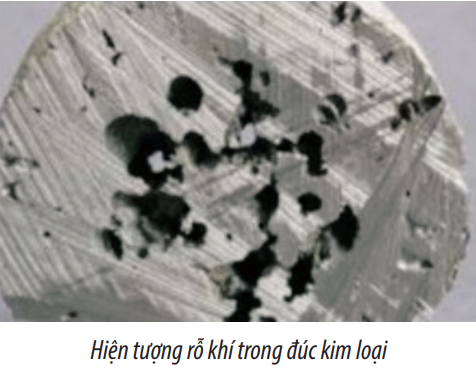 Hiện tượng rỗ khí trong đúc kim loại